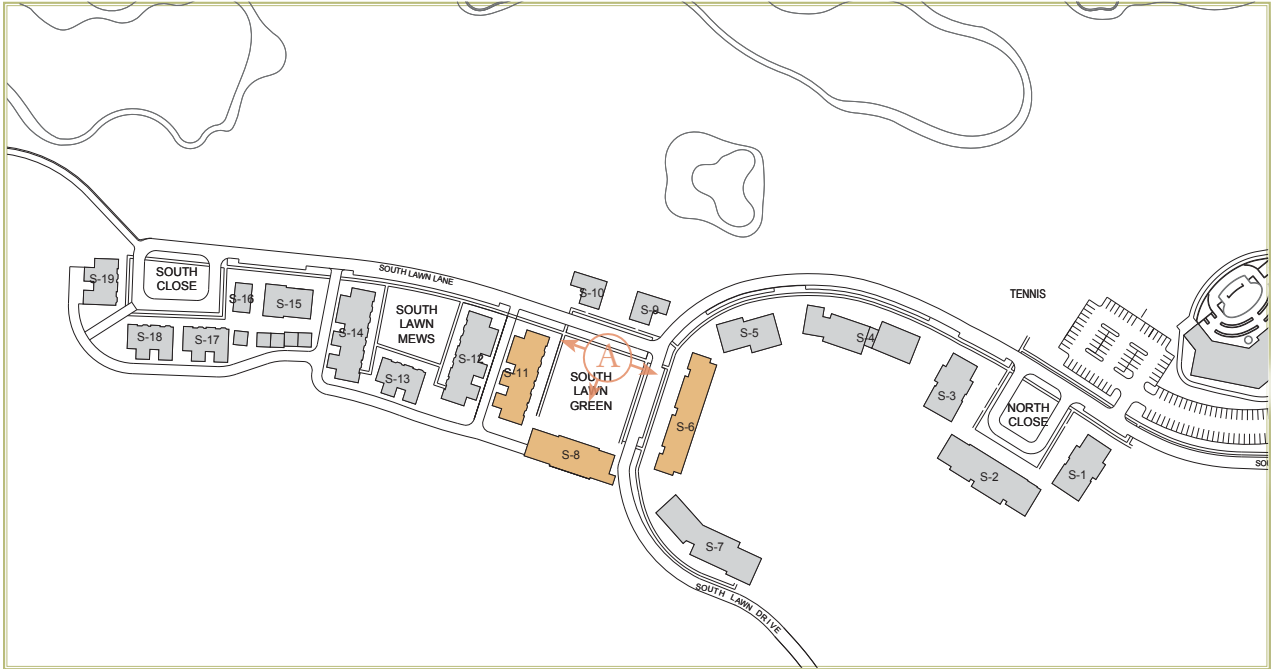 S-19
SOUTH
CLOSE
S-16
S-15
S-18
S-17
SOUTH LAWN LANE
S-14
SOUTH
LAWN
MEWS
S-13
S-12
S-11
S-10
S-9
A
SOUTH
LAWN
GREEN
S-8
S-6
S-5
S-4
S-7
SOUTH LAWN DRIVE
S-3
TENNIS
NORTH
CLOSE
S-2
S-1